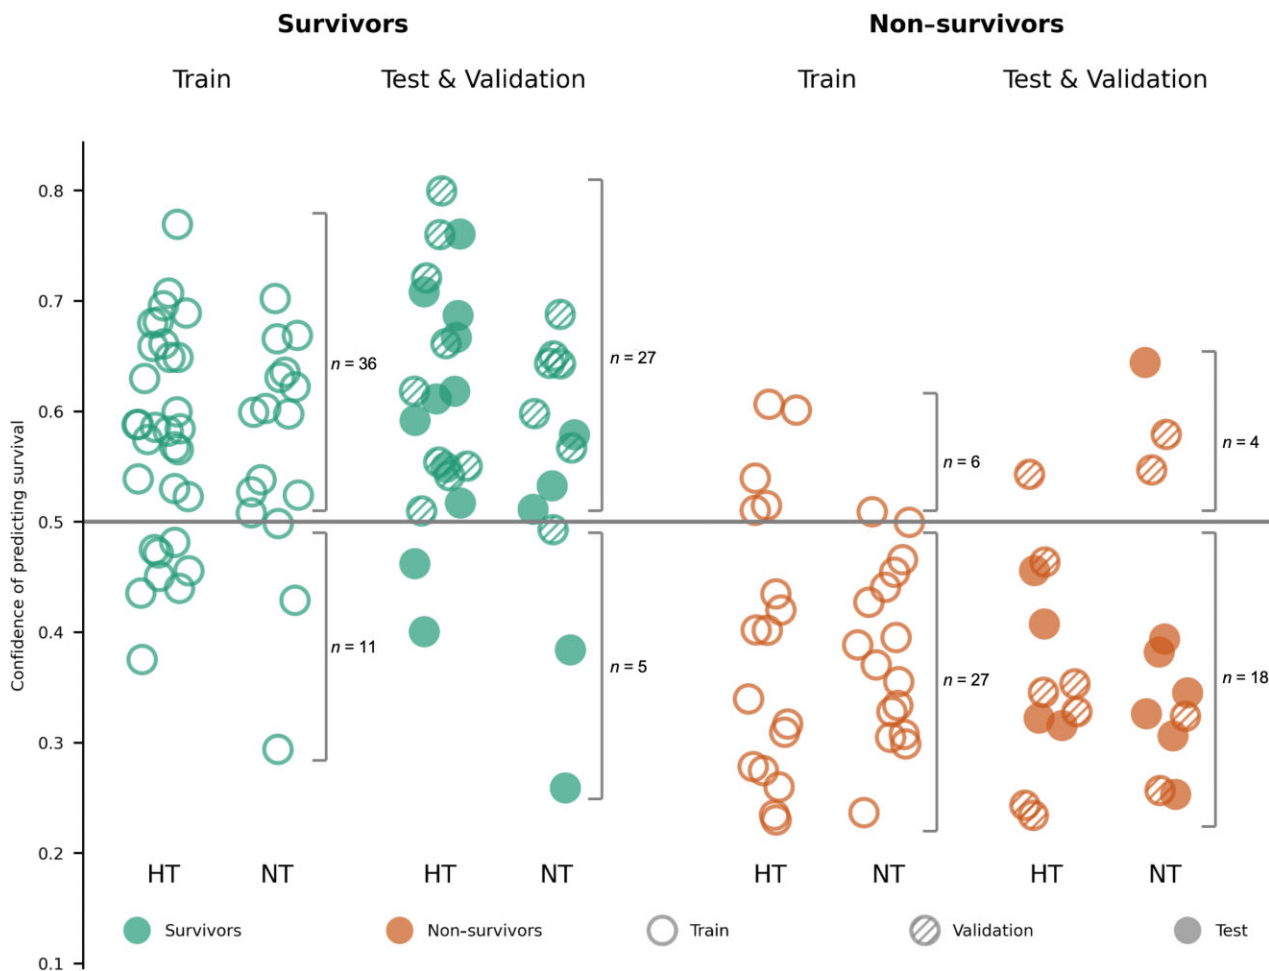 Survivors
Non-survivors
Train
Test & Validation
Train
Test & Validation
Confidence of predicting survival
0.8
0.7
0.6
0.5
0.4
0.3
0.2
0.1
n = 36
n = 27
n = 6
n = 4
n = 11
n = 5
n = 27
n = 18
HT
NT
HT
NT
HT
NT
HT
NT
Survivors
Non-survivors
Train
Validation
Test